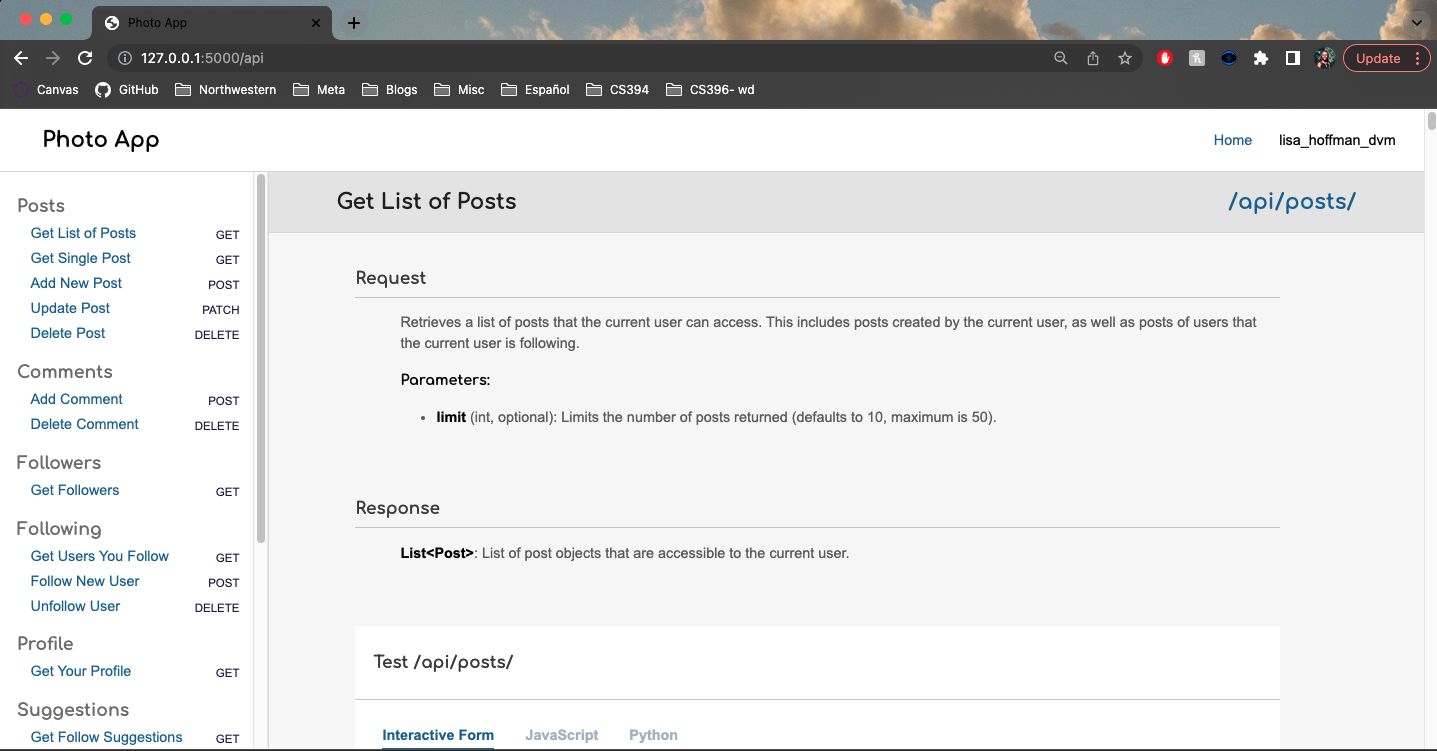 Photo App
127.0.0.1:5000/api
Update
Canvas GitHub Northwestern Meta Blogs Misc Español CS394 CS396- wd
Photo App
Home lisa_hoffman_dvm
Posts
Get List of Posts GET
Get Single Post GET
Add New Post POST
Update Post PATCH
Delete Post DELETE
Comments
Add Comment POST
Delete Comment DELETE
Followers
Get Followers GET
Following
Get Users You Follow GET
Follow New User POST
Unfollow User DELETE
Profile
Get Your Profile GET
Suggestions
Get Follow Suggestions GET
Get List of Posts /api/posts/
Request
Retrieves a list of posts that the current user can access. This includes posts created by the current user, as well as posts of users that
the current user is following.
Parameters:
• limit (int, optional): Limits the number of posts returned (defaults to 10, maximum is 50).
Response
List<Post>: List of post objects that are accessible to the current user.
Test /api/posts/
Interactive Form JavaScript Python